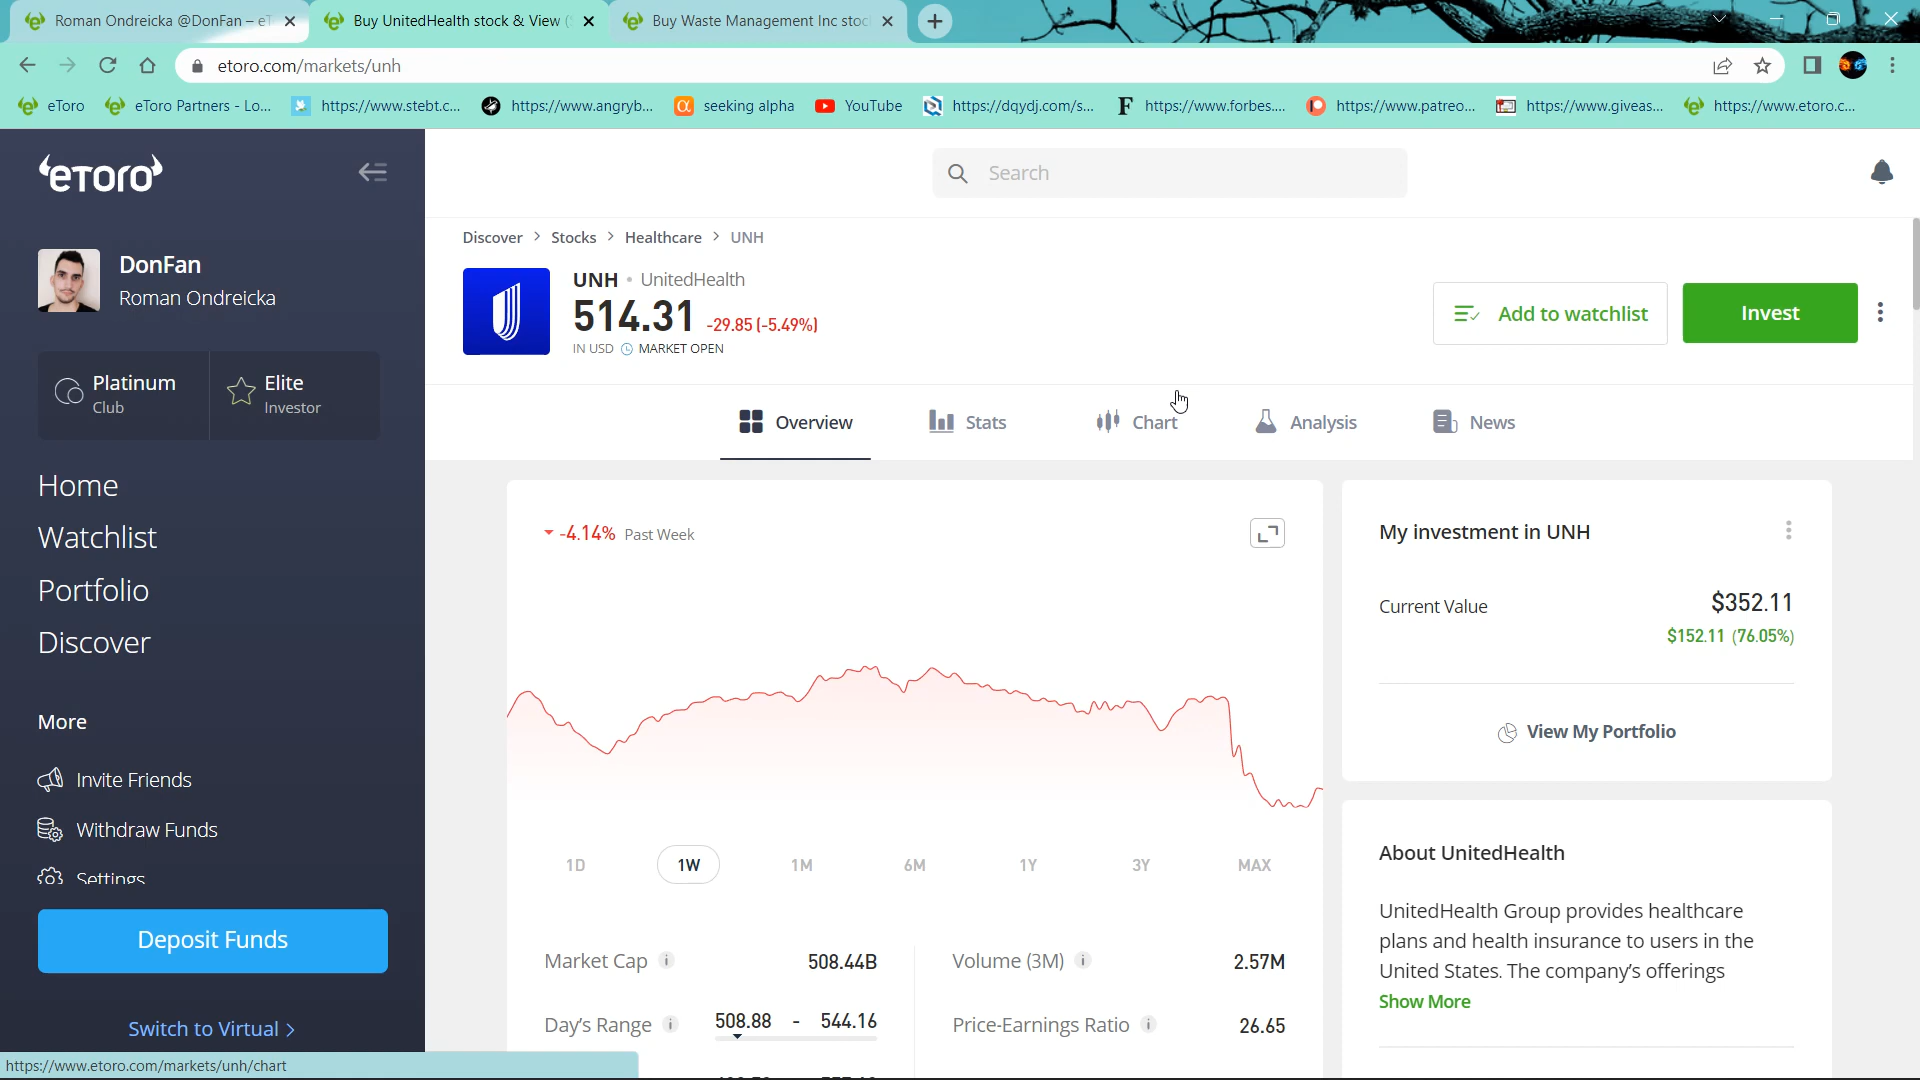 Roman Ondreicka @DonFan – eT
Buy UnitedHealth stock & View (
Buy Waste Management Inc stoc
etoro.com/markets/unh
eToro
eToro Partners - Lo...
https://www.stebt.c...
https://www.angryb...
seeking alpha
YouTube
https://dqydj.com/s...
https://www.forbes....
https://www.patreo...
https://www.giveas...
https://www.etoro.c...
etoro
Search
DonFan
Roman Ondreicka
Platinum
Club
Elite
Investor
Home
Watchlist
Portfolio
Discover
More
Invite Friends
Withdraw Funds
Settings
Deposit Funds
Switch to Virtual >
https://www.etoro.com/markets/unh/chart
Discover > Stocks > Healthcare > UNH
UNH • UnitedHealth
514.31 -29.85 (-5.49%)
IN USD MARKET OPEN
Add to watchlist
Invest
Overview
Stats
Chart
Analysis
News
-4.14% Past Week
1D 1W 1M 6M 1Y 3Y MAX
Market Cap 508.44B
Volume (3M) 2.57M
Day's Range 508.88 - 544.16
Price-Earnings Ratio 26.65
My investment in UNH
Current Value $352.11
$152.11 (76.05%)
View My Portfolio
About UnitedHealth
UnitedHealth Group provides healthcare
plans and health insurance to users in the
United States. The company's offerings
Show More